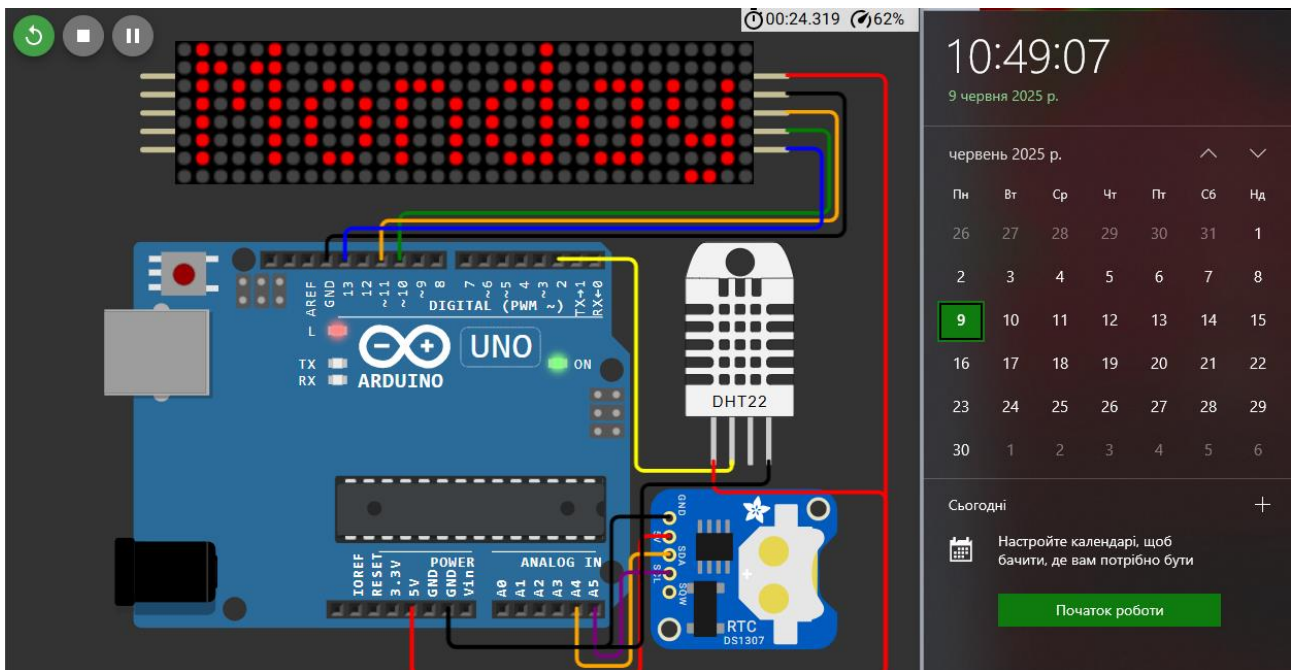 00:24.319 62%
Monday
AREF
GND
13
12
~11
~10
~9
8
7
~6
~5
4
~3
2
TX→1
RX←0
DIGITAL (PWM ~)
L
TX
RX
UNO
ON
ARDUINO
IOREF
RESET
3.3V
5V
GND
GND
Vin
POWER
ANALOG IN
A0
A1
A2
A3
A4
A5
DHT22
GND
5V
SDA
SCL
SQW
RTC
DS1307
10:49:07
9 червня 2025 р.
червень 2025 р.
Пн Вт Ср Чт Пт Сб Нд
26 27 28 29 30 31 1
2 3 4 5 6 7 8
9 10 11 12 13 14 15
16 17 18 19 20 21 22
23 24 25 26 27 28 29
30 1 2 3 4 5 6
Сьогодні
Настройте календарі, щоб
бачити, де вам потрібно бути
Початок роботи